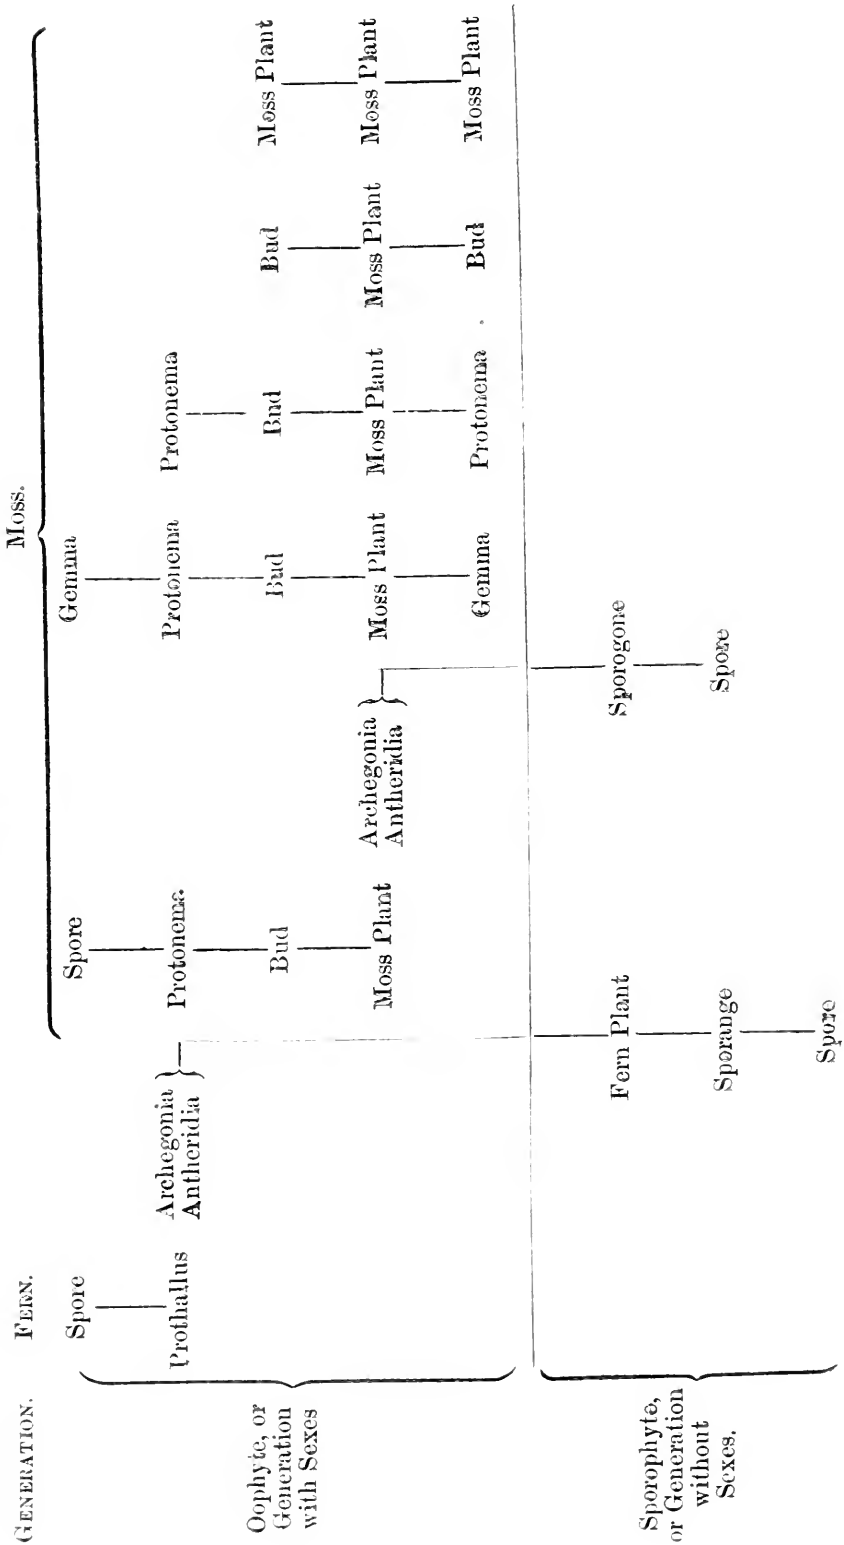 GENERATION. FERN. MOSS.
Oophyte, or
Generation
with Sexes
Spore
Spore
Gemma
Prothallus
Archegonia
Antheridia
Protonema
Protonema
Protonema
Bud
Bud
Bud
Bud
Moss Plant
Moss Plant
Archegonia
Antheridia
Moss Plant
Moss Plant
Moss Plant
Moss Plant
Gemma
Protonema
Bud
Moss Plant
Sporophyte,
or Generation
without
Sexes.
Fern Plant
Sporogone
Sporange
Spore
Spore